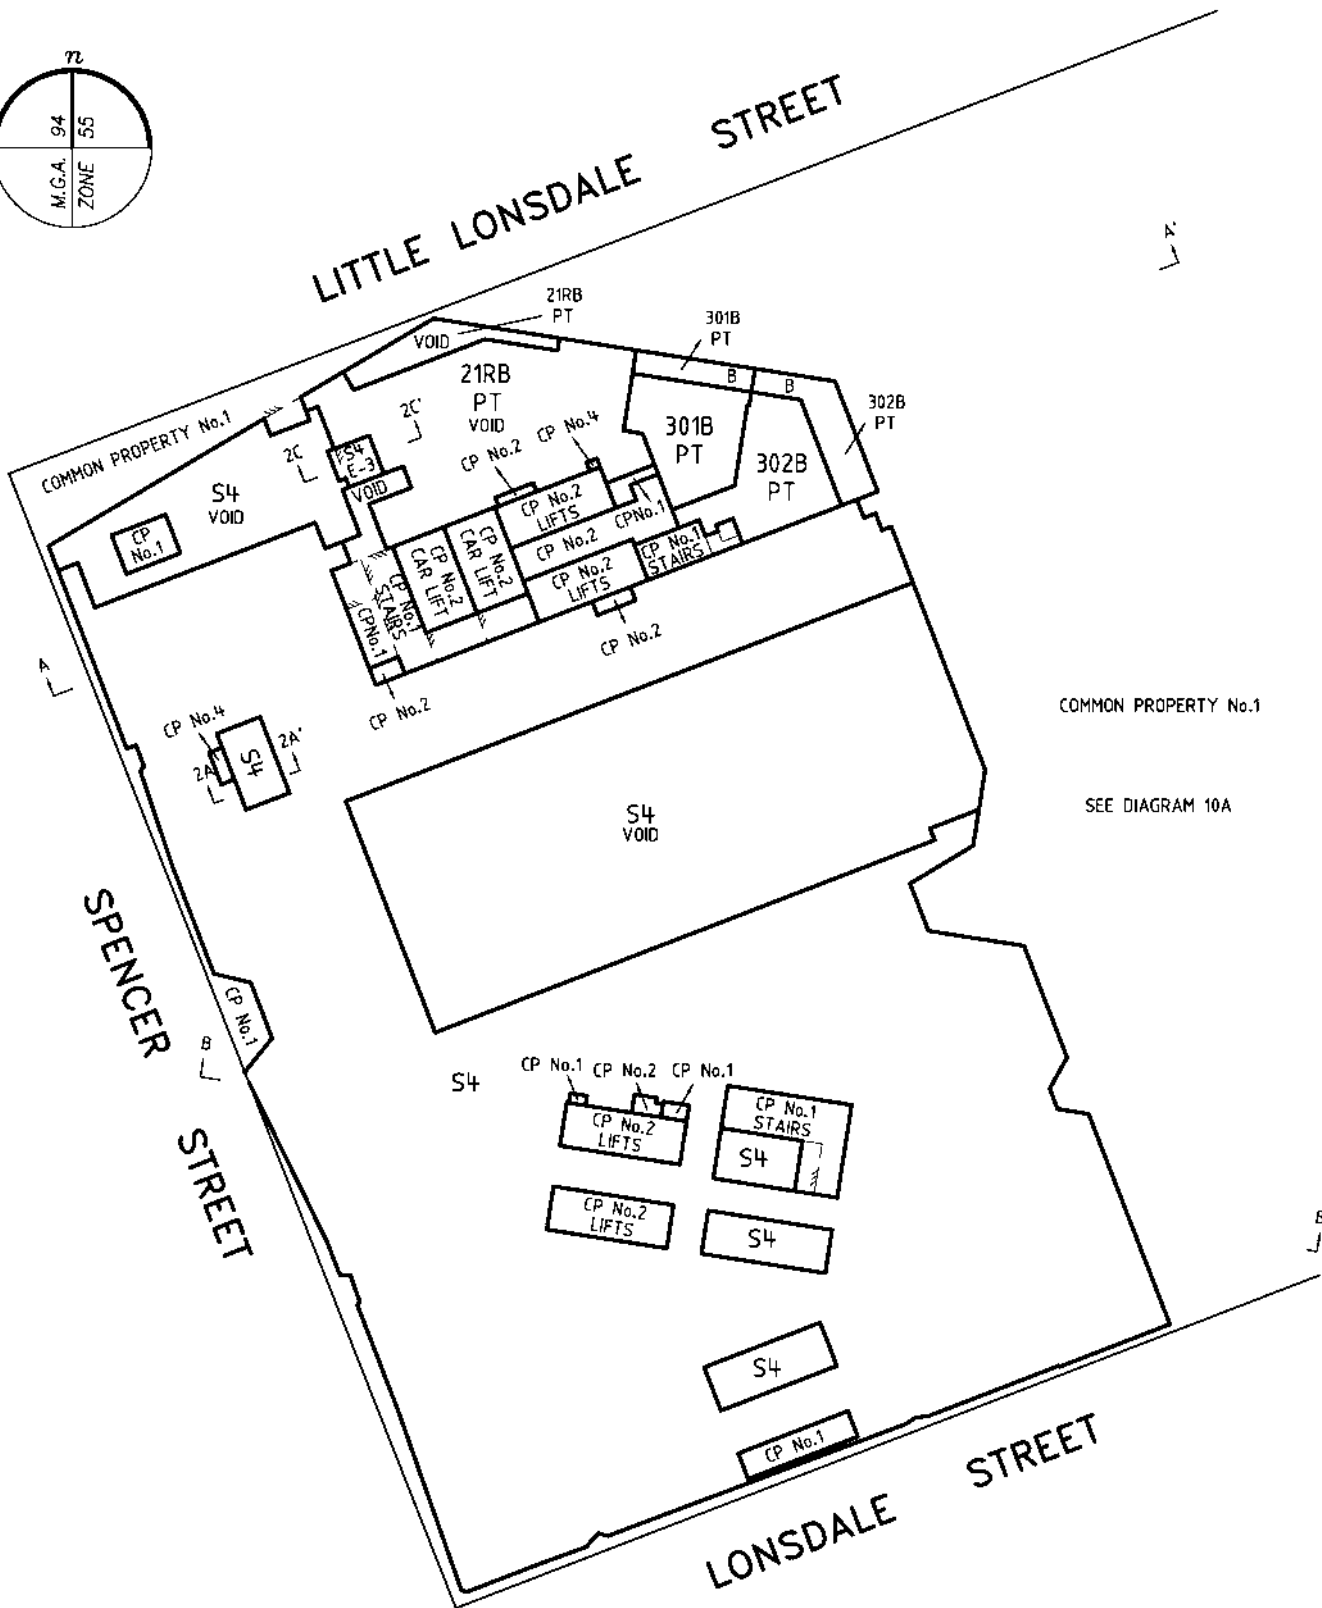 n
M.G.A. 94
ZONE 55
LITTLE LONSDALE STREET
A'
21RB
PT
301B
PT
VOID
21RB
PT
VOID
B
B
302B
PT
COMMON PROPERTY No.1
2C'
2C
CP No.4
CP No.2
S4
E-3
VOID
301B
PT
302B
PT
S4
VOID
CP
No.1
CP No.2
LIFTS
CPNo.1
CP No.2
CAR LIFT
CP No.2
CAR LIFT
CP No.2
CP No.1
STAIRS
CP No.2
LIFTS
CP No.1
STAIRS
CPNo.1
CP No.2
CP No.2
A
CP No.4
2A
2A'
S4
COMMON PROPERTY No.1
SEE DIAGRAM 10A
S4
VOID
SPENCER STREET
CP No.1
B
S4
CP No.1
CP No.2
CP No.1
CP No.2
LIFTS
CP No.1
STAIRS
S4
CP No.2
LIFTS
S4
B
S4
CP No.1
LONSDALE STREET